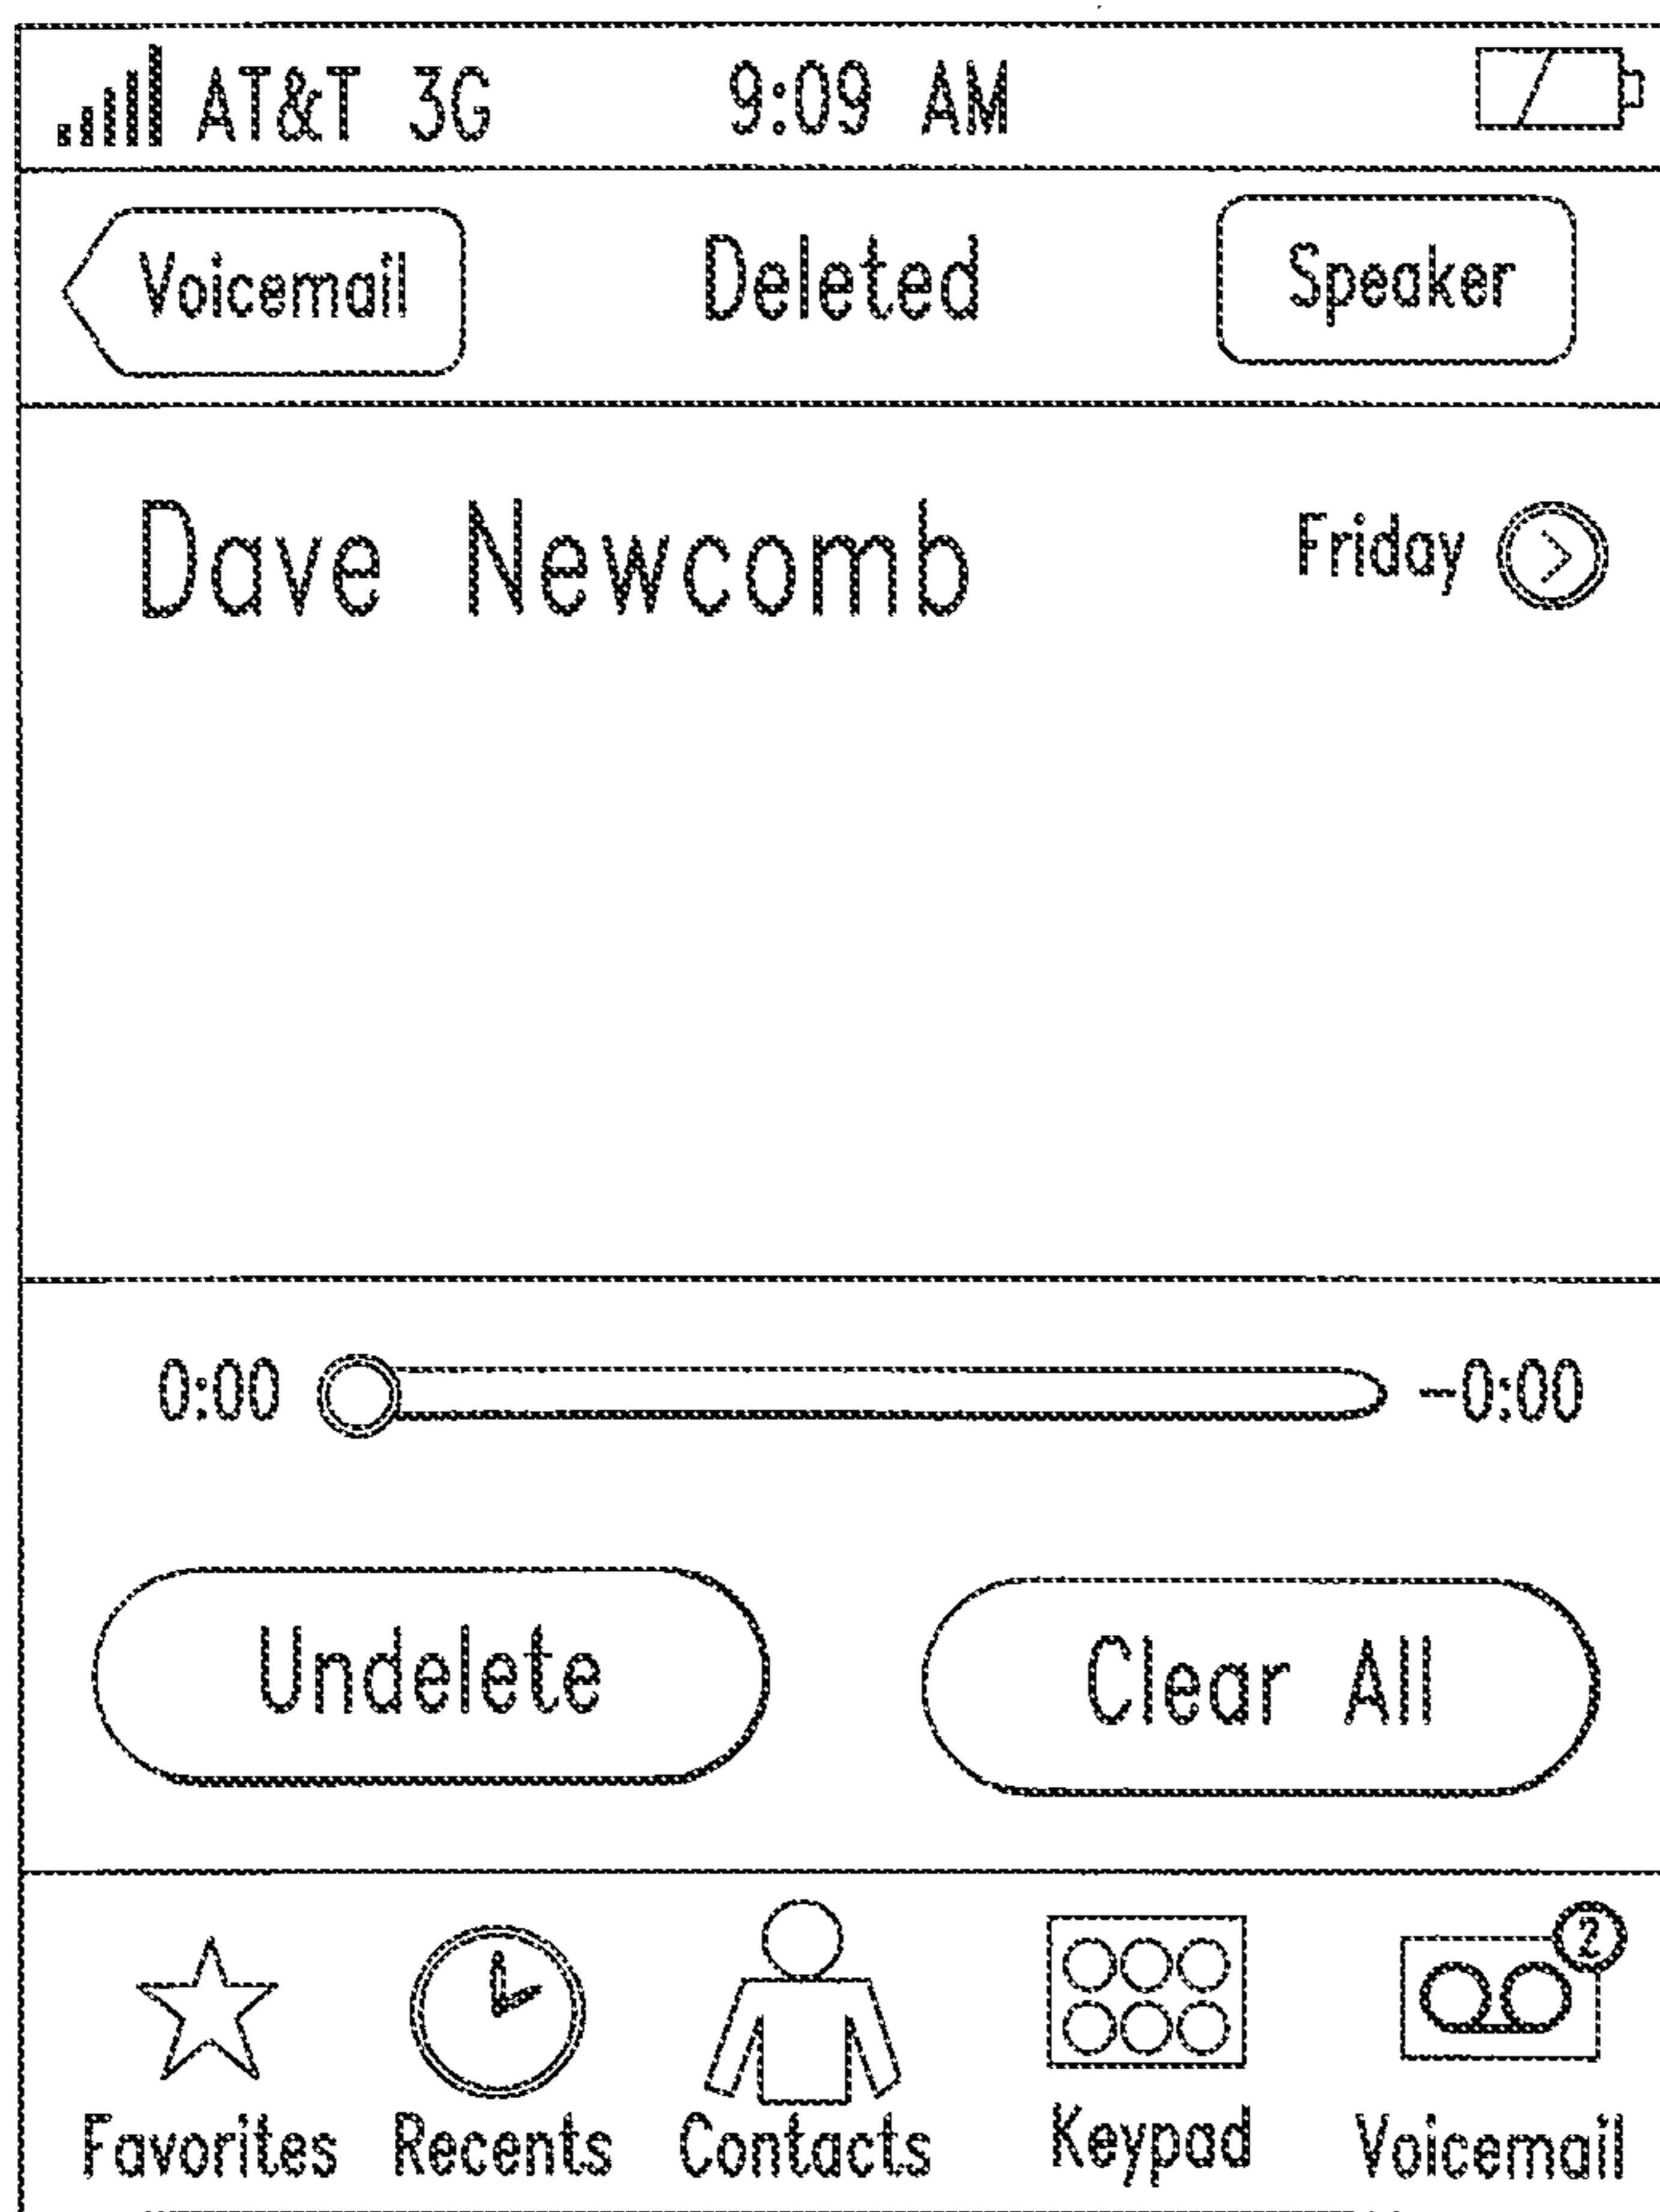 AT&T 3G 9:09 AM
Voicemail Deleted Speaker
Dave Newcomb Friday
0:00 -0:00
Undelete Clear All
2
Favorites Recents Contacts Keypad Voicemail